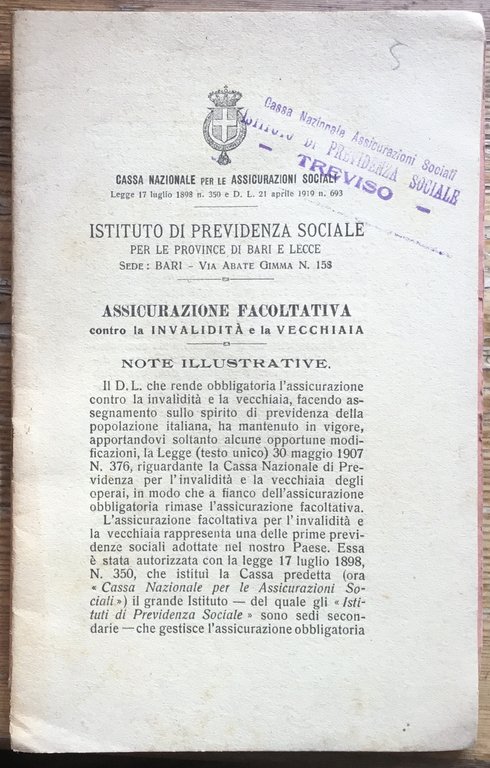 5
Cassa Nazionale Assicurazioni Sociali
Istituto DI PREVIDENZA SOCIALE
- TREVISO -
CASSA NAZIONALE PER LE ASSICURAZIONI SOCIALI
Legge 17 luglio 1898 n. 350 e D. L. 21 aprile 1919 n. 603
ISTITUTO DI PREVIDENZA SOCIALE
PER LE PROVINCE DI BARI E LECCE
SEDE: BARI - VIA ABATE GIMMA N. 158
ASSICURAZIONE FACOLTATIVA
contro la INVALIDITÀ e la VECCHIAIA
NOTE ILLUSTRATIVE.
Il D.L. che rende obbligatoria l'assicurazione
contro la invalidità e la vecchiaia, facendo as-
segnamento sullo spirito di previdenza della
popolazione italiana, ha mantenuto in vigore,
apportandovi soltanto alcune opportune modi-
ficazioni, la Legge (testo unico) 30 maggio 1907
N. 376, riguardante la Cassa Nazionale di Pre-
videnza per l'invalidità e la vecchiaia degli
operai, in modo che a fianco dell'assicurazione
obbligatoria rimase l'assicurazione facoltativa.
L'assicurazione facoltativa per l'invalidità e
la vecchiaia rappresenta una delle prime previ-
denze sociali adottate nel nostro Paese. Essa
è stata autorizzata con la legge 17 luglio 1898,
N. 350, che istituì la Cassa predetta (ora
« Cassa Nazionale per le Assicurazioni So-
ciali ») il grande Istituto — del quale gli « Isti-
tuti di Previdenza Sociale » sono sedi secon-
darie — che gestisce l'assicurazione obbligatoria